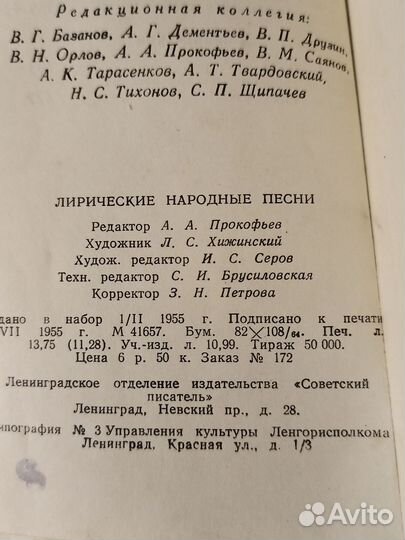 Редакционная коллегия:
В. Г. Базанов, А. Г. Дементьев, В. П. Друзин,
В. Н. Орлов, А. А. Прокофьев, В. М. Саянов,
А. К. Тарасенков, А. Т. Твардовский,
Н. С. Тихонов, С. П. Щипачев
ЛИРИЧЕСКИЕ НАРОДНЫЕ ПЕСНИ
Редактор А. А. Прокофьев
Художник Л. С. Хижинский
Худож. редактор И. С. Серов
Техн. редактор С. И. Брусиловская
Корректор З. Н. Петрова
дано в набор 1/II 1955 г. Подписано к печати
VII 1955 г. М 41657. Бум. 82×108/64. Печ. л.
13,75 (11,28). Уч.-изд. л. 10,99. Тираж 50 000.
Цена 6 р. 50 к. Заказ № 172
Ленинградское отделение издательства «Советский
писатель»
Ленинград, Невский пр., д. 28.
ипография № 3 Управления культуры Ленгорисполкома
Ленинград, Красная ул., д. 1/3
Avito